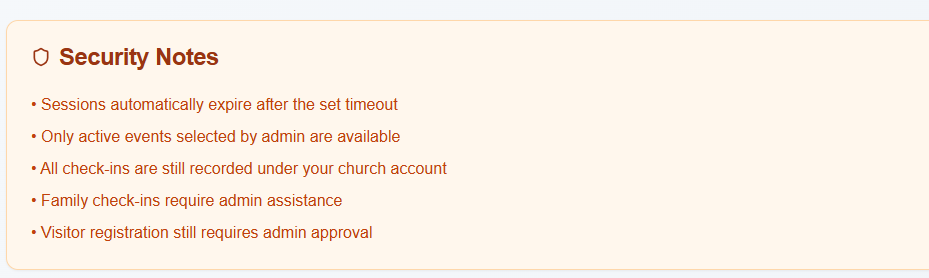 Security Notes
• Sessions automatically expire after the set timeout
• Only active events selected by admin are available
• All check-ins are still recorded under your church account
• Family check-ins require admin assistance
• Visitor registration still requires admin approval